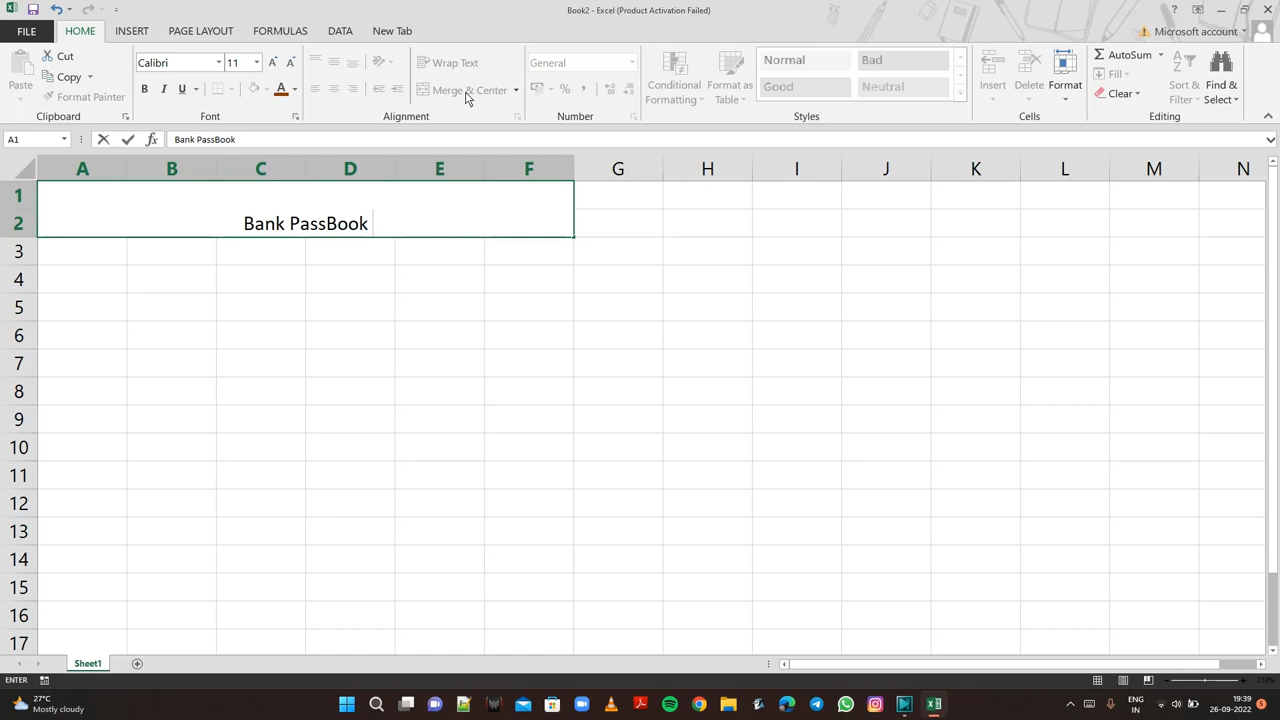 Book2 - Excel (Product Activation Failed)
FILE HOME INSERT PAGE LAYOUT FORMULAS DATA New Tab Microsoft account
Cut
Calibri 11 Wrap Text General Normal Bad AutoSum
Copy
Paste Conditional Formatting Format as Table Insert Delete Format Fill Sort & Filter Find & Select
Format Painter B I U A Merge & Center % , Good Neutral Clear
Clipboard Font Alignment Number Styles Cells Editing
A1 fx Bank PassBook
A B C D E F G H I J K L M N
1
2 Bank PassBook
3
4
5
6
7
8
9
10
11
12
13
14
15
16
17
Sheet1
ENTER 210%
27°C
Mostly cloudy
ENG
IN
19:39
26-09-2022